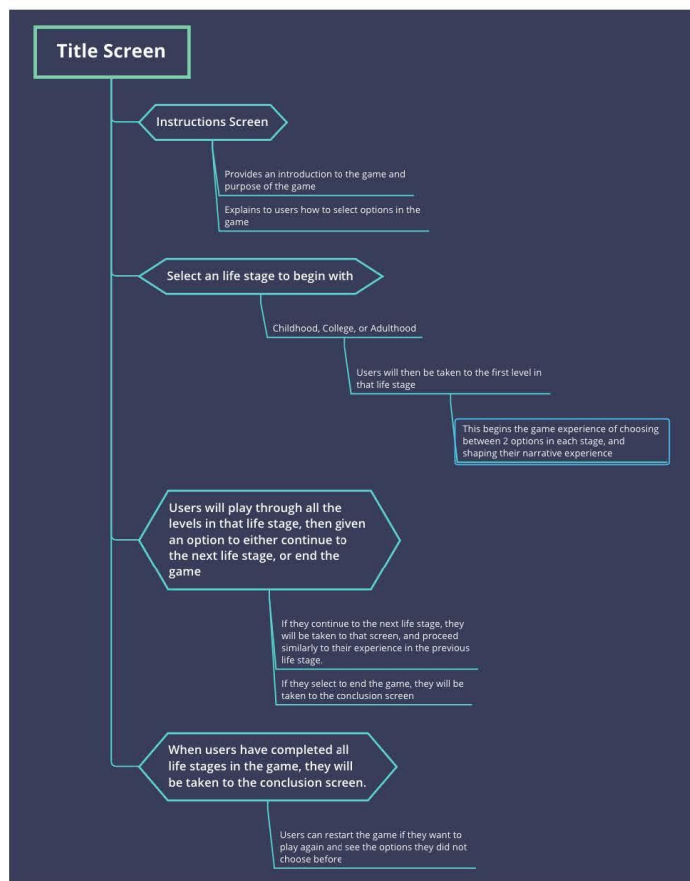 Title Screen
Instructions Screen
Provides an introduction to the game and
purpose of the game
Explains to users how to select options in the
game
Select an life stage to begin with
Childhood, College, or Adulthood
Users will then be taken to the first level in
that life stage
This begins the game experience of choosing
between 2 options in each stage, and
shaping their narrative experience
Users will play through all the
levels in that life stage, then given
an option to either continue to
the next life stage, or end the
game
If they continue to the next life stage, they
will be taken to that screen, and proceed
similarly to their experience in the previous
life stage.
If they select to end the game, they will be
taken to the conclusion screen
When users have completed all
life stages in the game, they will
be taken to the conclusion screen.
Users can restart the game if they want to
play again and see the options they did not
choose before